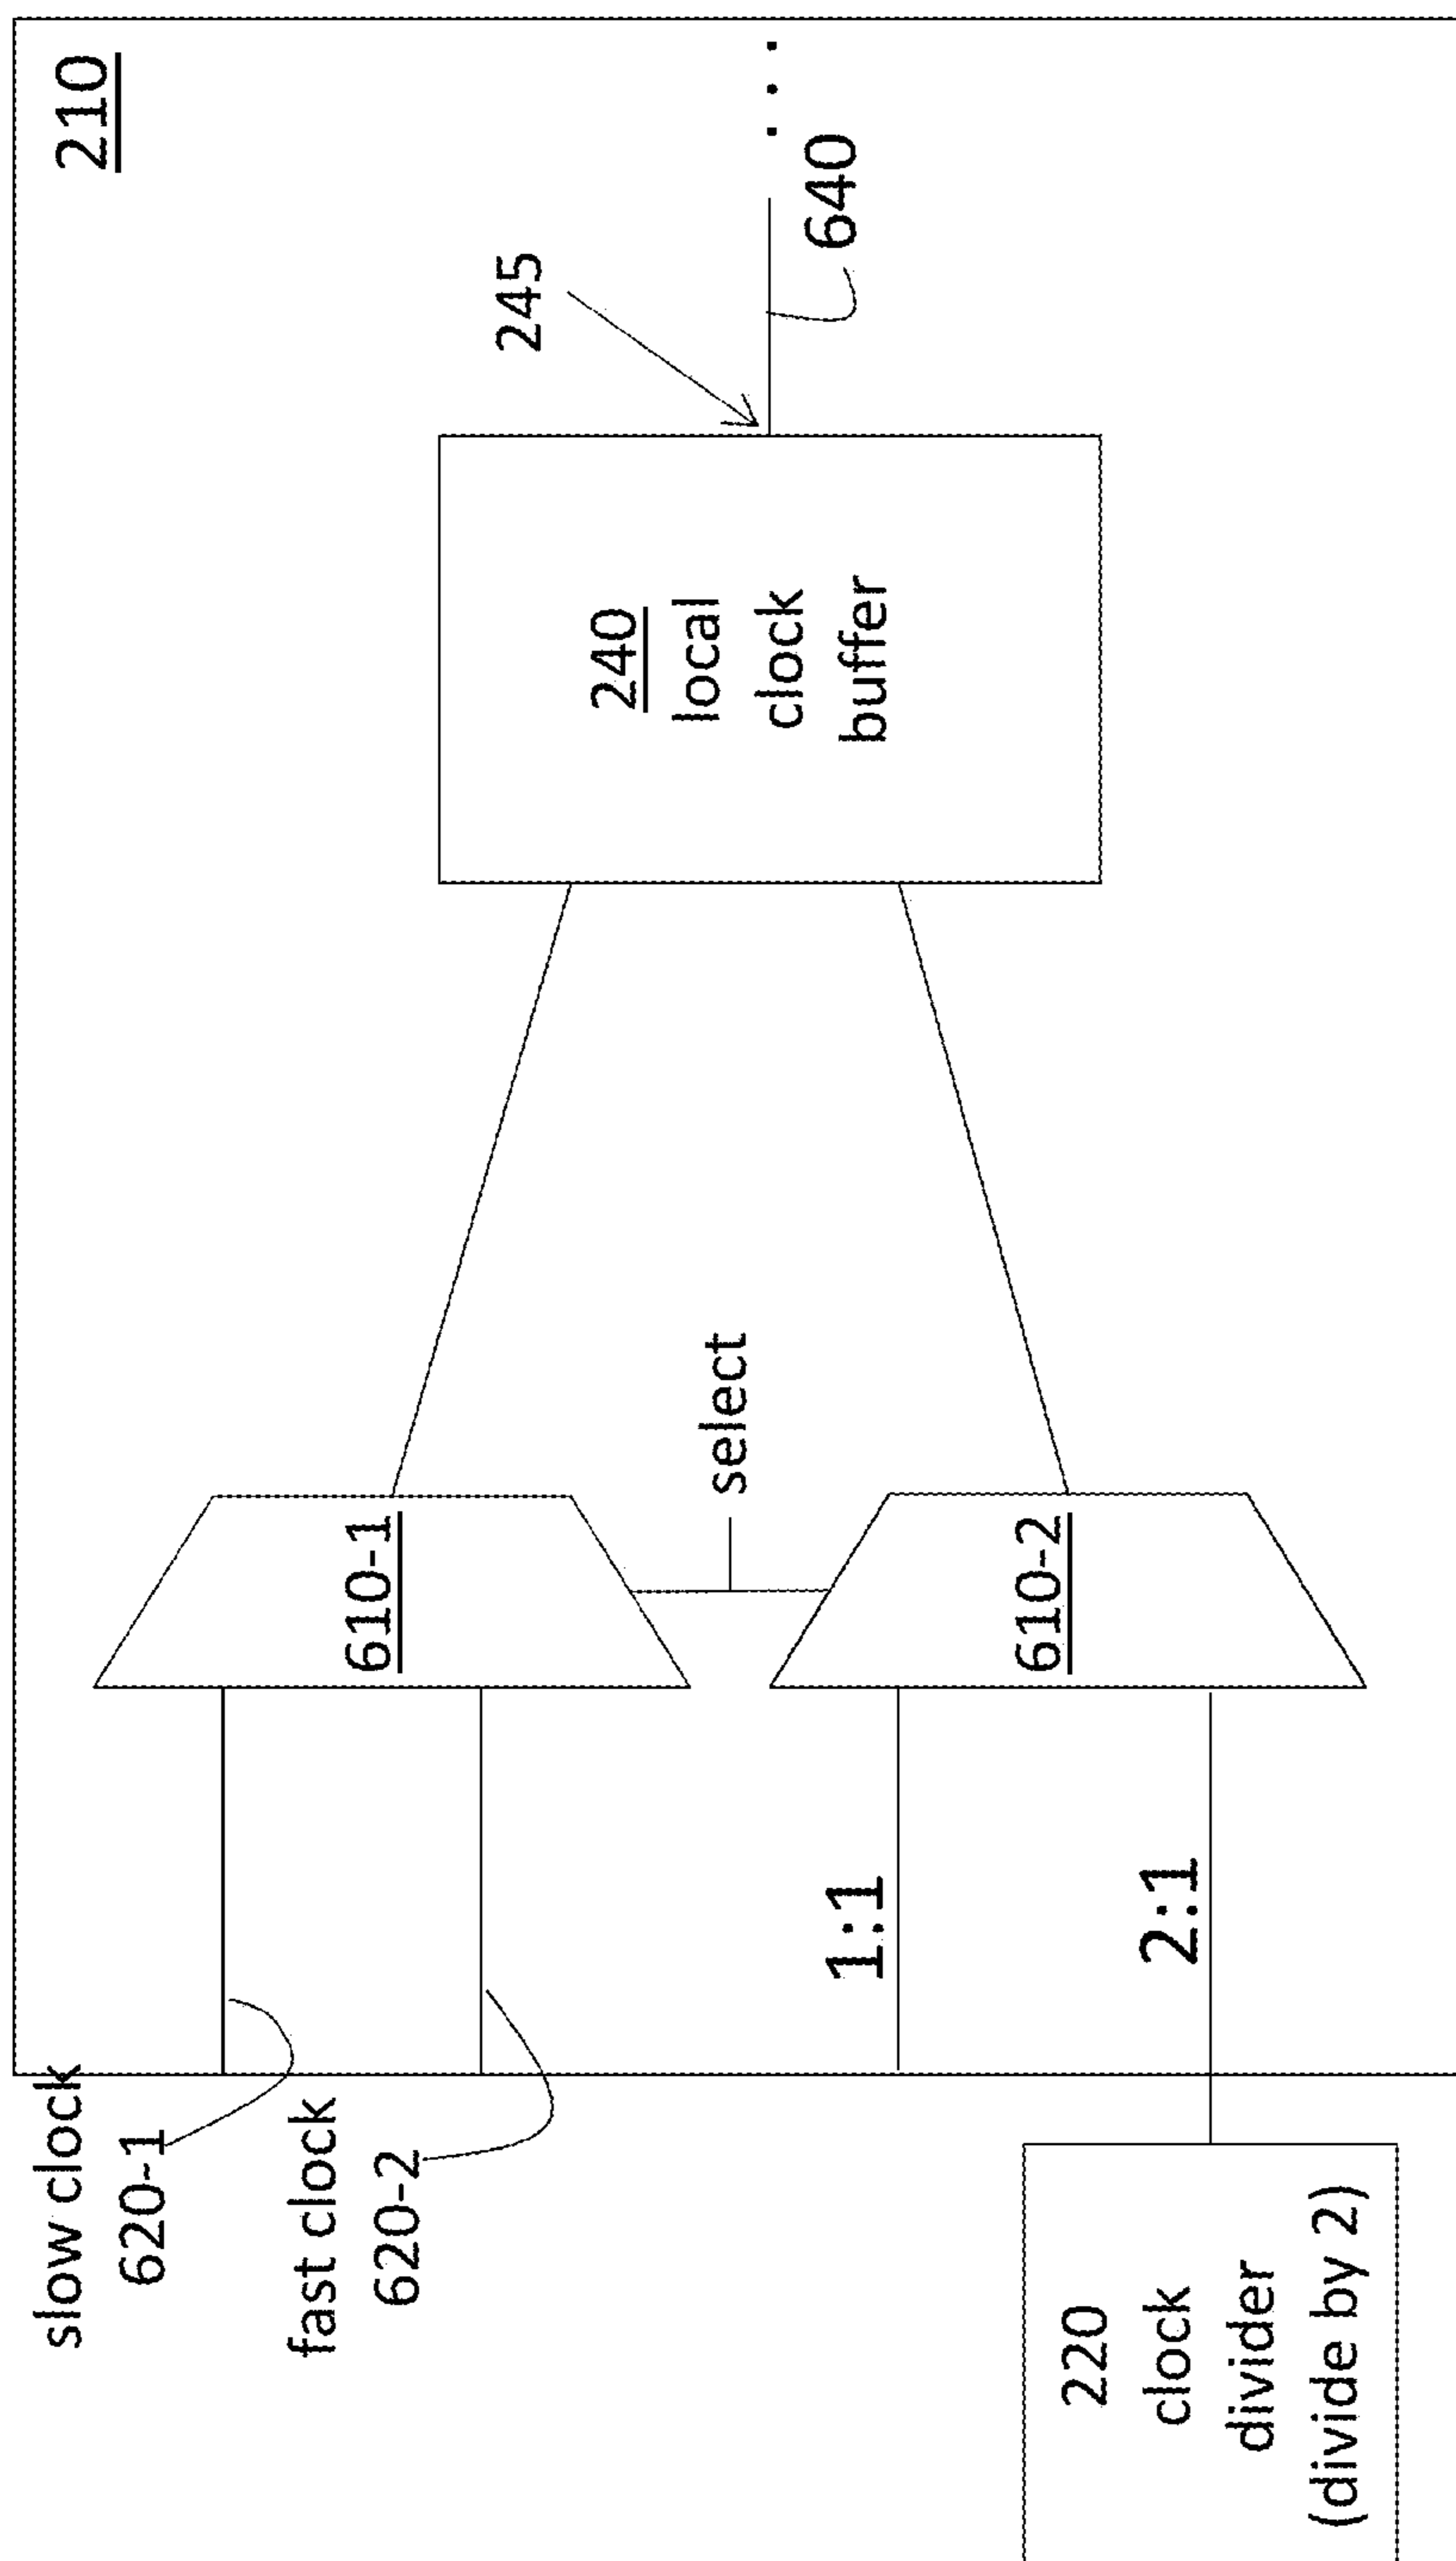 210
slow clock
620-1
fast clock
620-2
610-1
select
610-2
1:1
2:1
220
clock
divider
(divide by 2)
240
local
clock
buffer
245
640
...